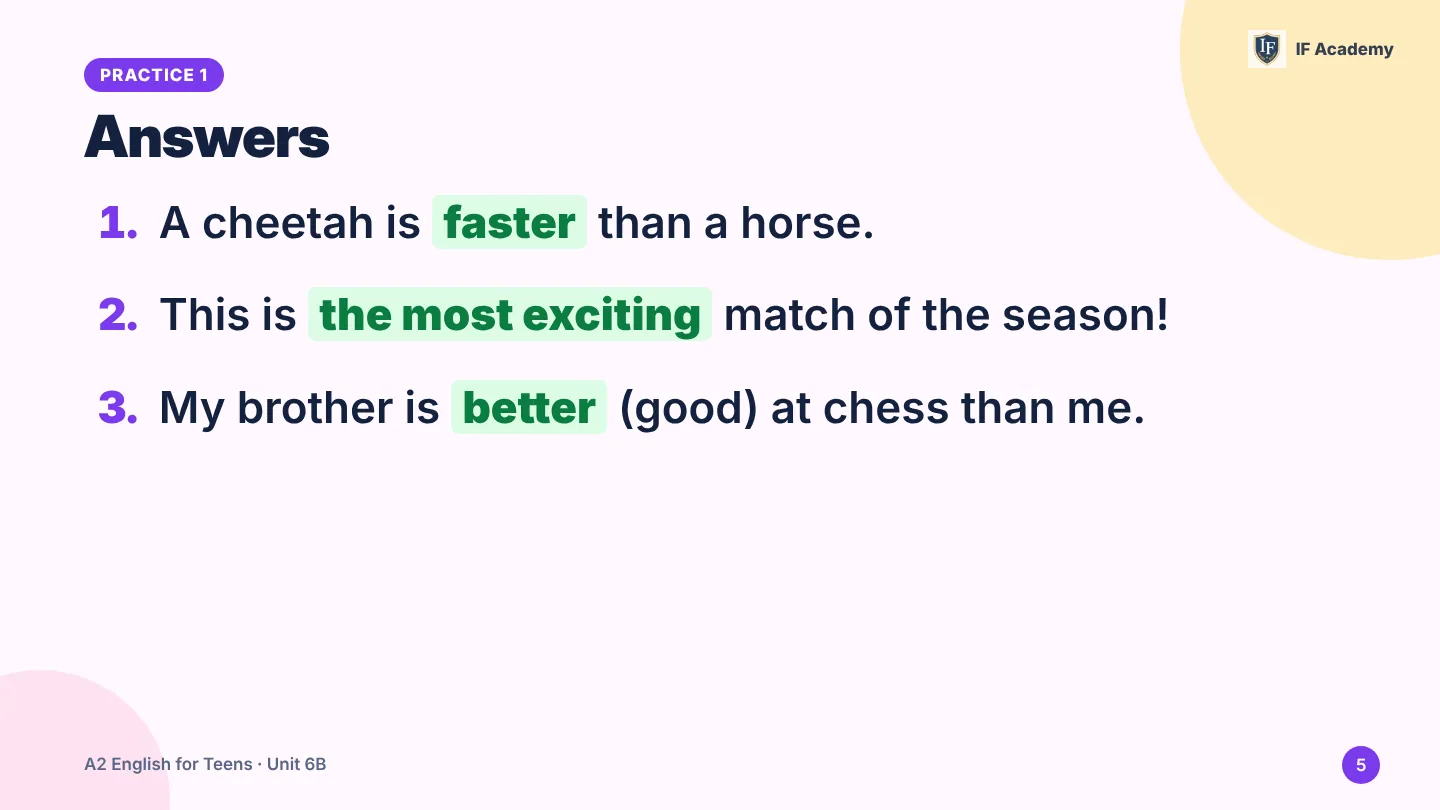 IF
IF Academy
PRACTICE 1
Answers
1. A cheetah is faster than a horse.
2. This is the most exciting match of the season!
3. My brother is better (good) at chess than me.
A2 English for Teens · Unit 6B
5